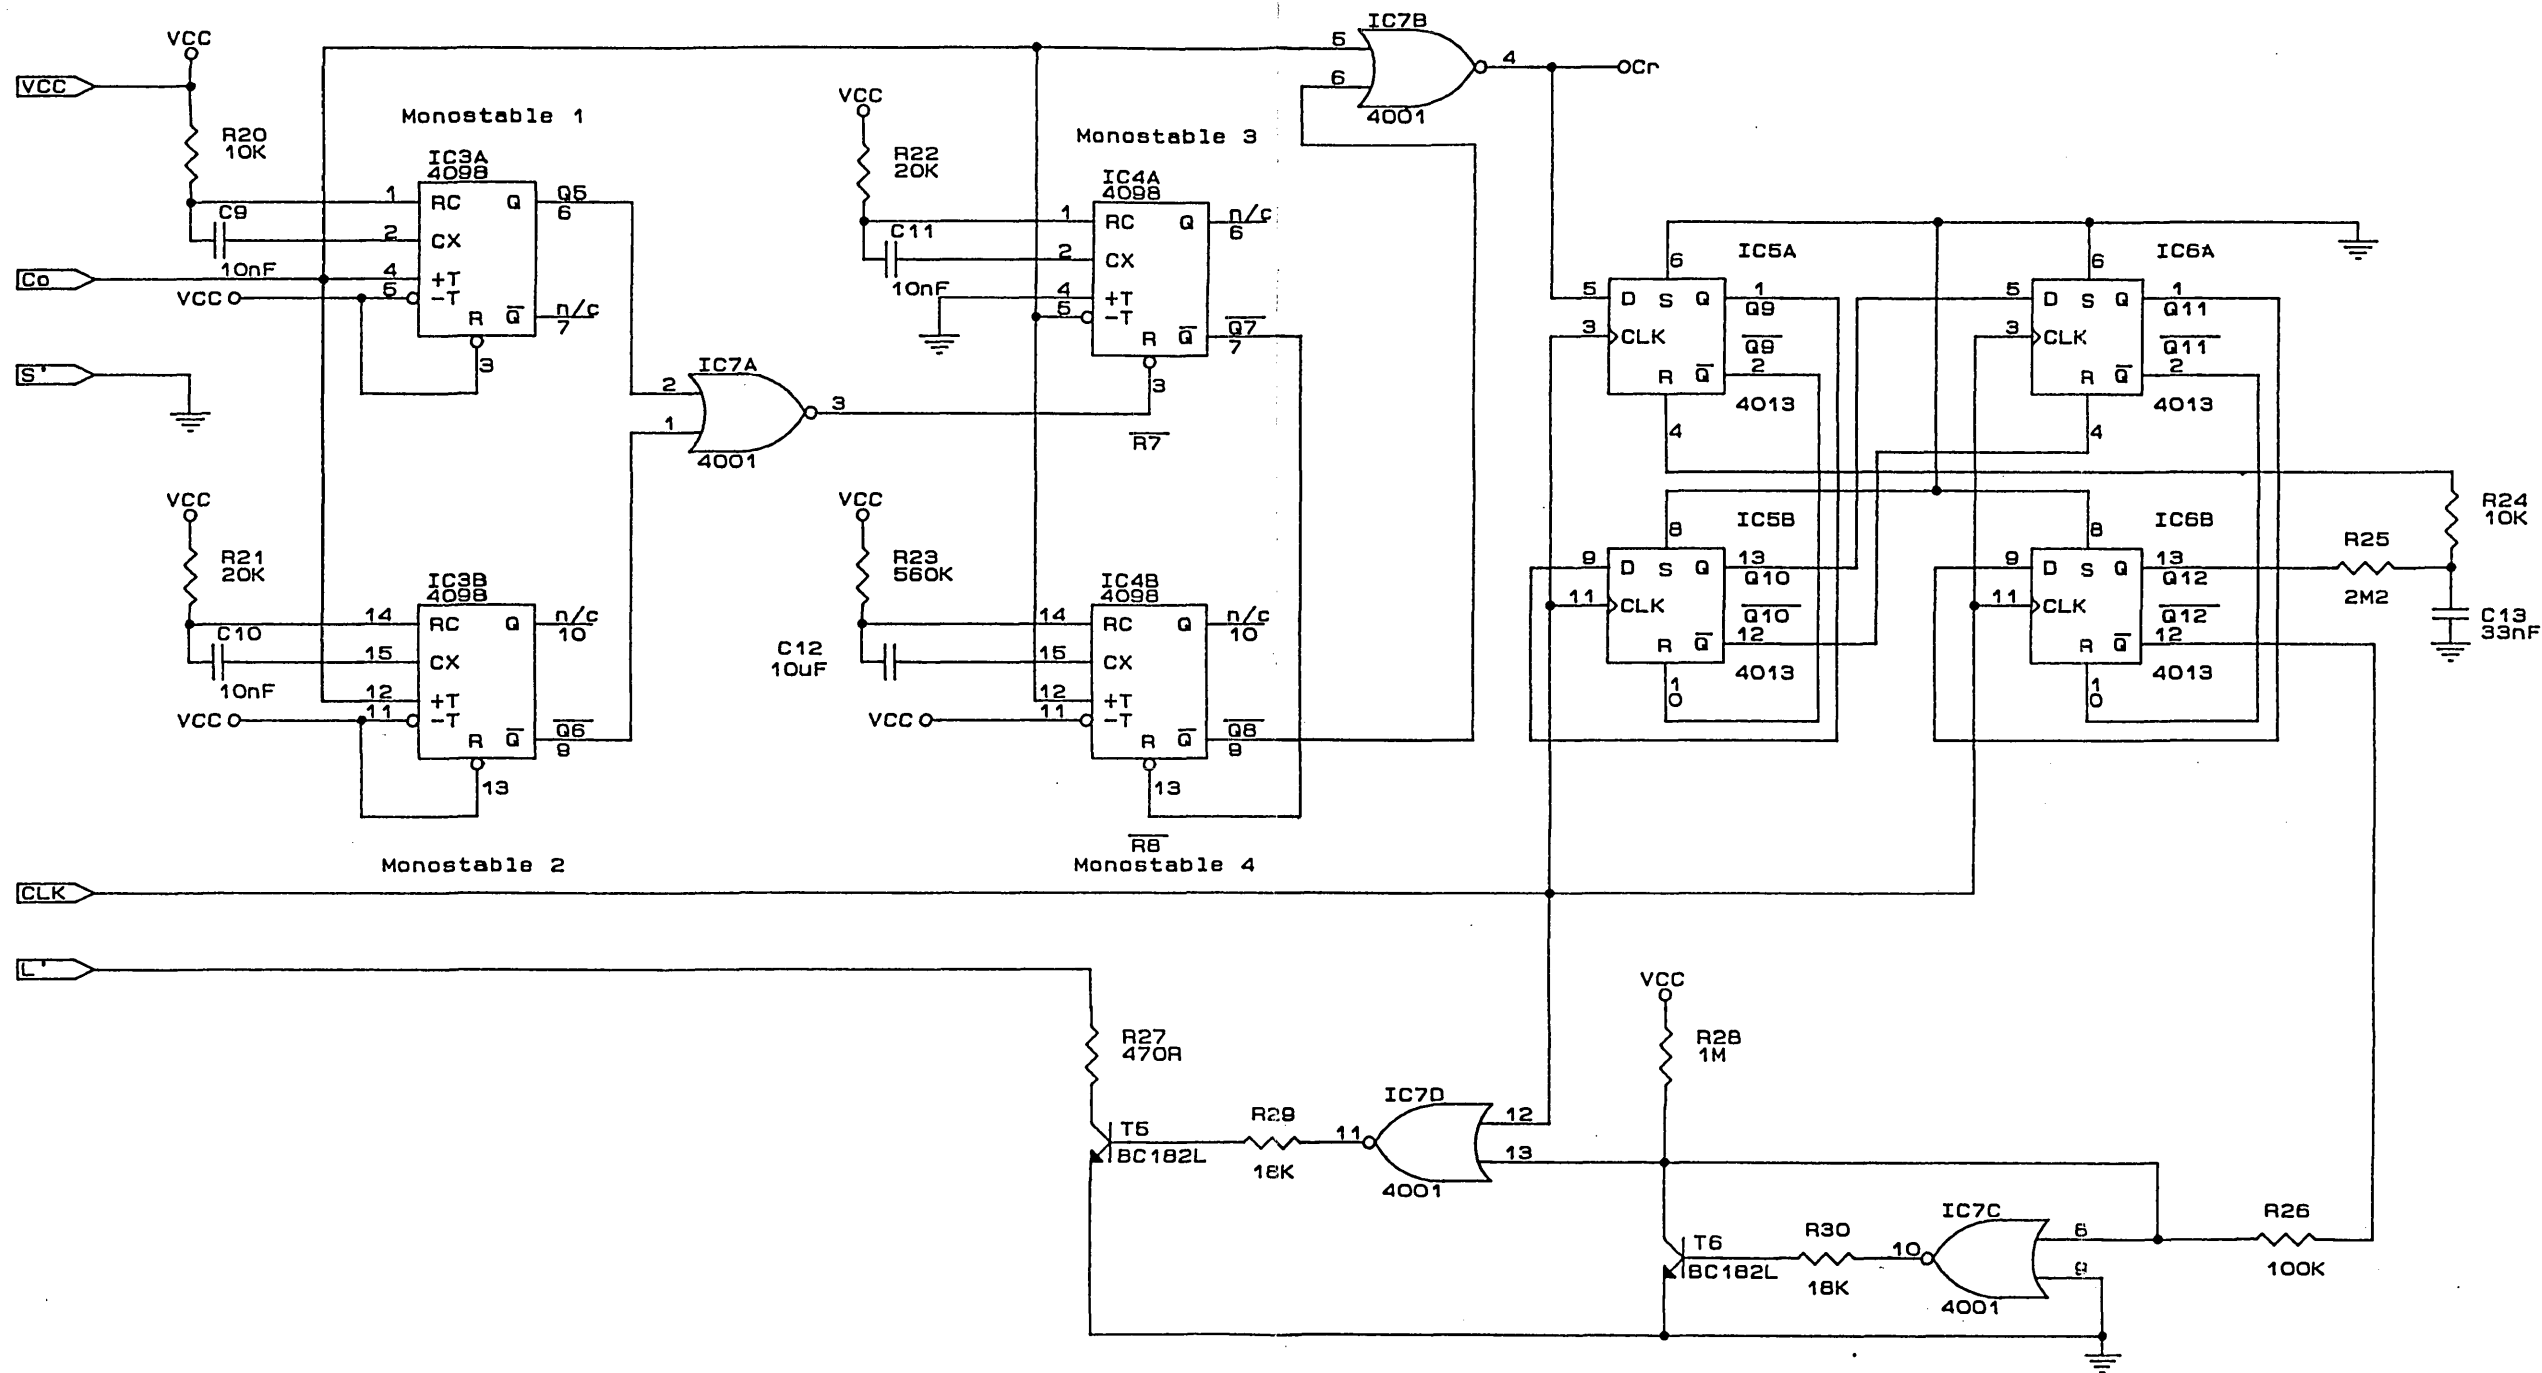 VCC
VCC
R20
10K
C9
10nF
Co
VCC
S'
Monostable 1
IC3A
4098
1
2
4
5
RC
CX
+T
-T
R
Q
Q
3
Q5
6
n/c
7
VCC
R21
20K
C10
10nF
VCC
IC3B
4098
14
15
12
11
RC
CX
+T
-T
R
Q
Q
13
n/c
10
Q6
9
Monostable 2
IC7A
2
1
3
4001
VCC
R22
20K
C11
10nF
Monostable 3
IC4A
4098
1
2
4
5
RC
CX
+T
-T
R
Q
Q
3
n/c
6
Q7
7
R7
VCC
R23
560K
C12
10uF
VCC
IC4B
4098
14
15
12
11
RC
CX
+T
-T
R
Q
Q
13
n/c
10
Q8
9
R8
Monostable 4
IC7B
5
6
4
4001
Cr
IC5A
6
5
3
D
S
Q
CLK
R
Q
1
Q9
Q9
2
4
4013
IC6A
6
5
3
D
S
Q
CLK
R
Q
1
Q11
Q11
2
4
4013
IC5B
8
9
11
D
S
Q
CLK
R
Q
13
Q10
Q10
12
10
4013
IC6B
8
9
11
D
S
Q
CLK
R
Q
13
Q12
Q12
12
10
4013
R24
10K
R25
2M2
C13
33nF
CLK
L'
R27
470R
T5
BC182L
R29
18K
IC7D
11
12
13
4001
VCC
R28
1M
T6
BC182L
R30
18K
IC7C
10
8
9
4001
R26
100K